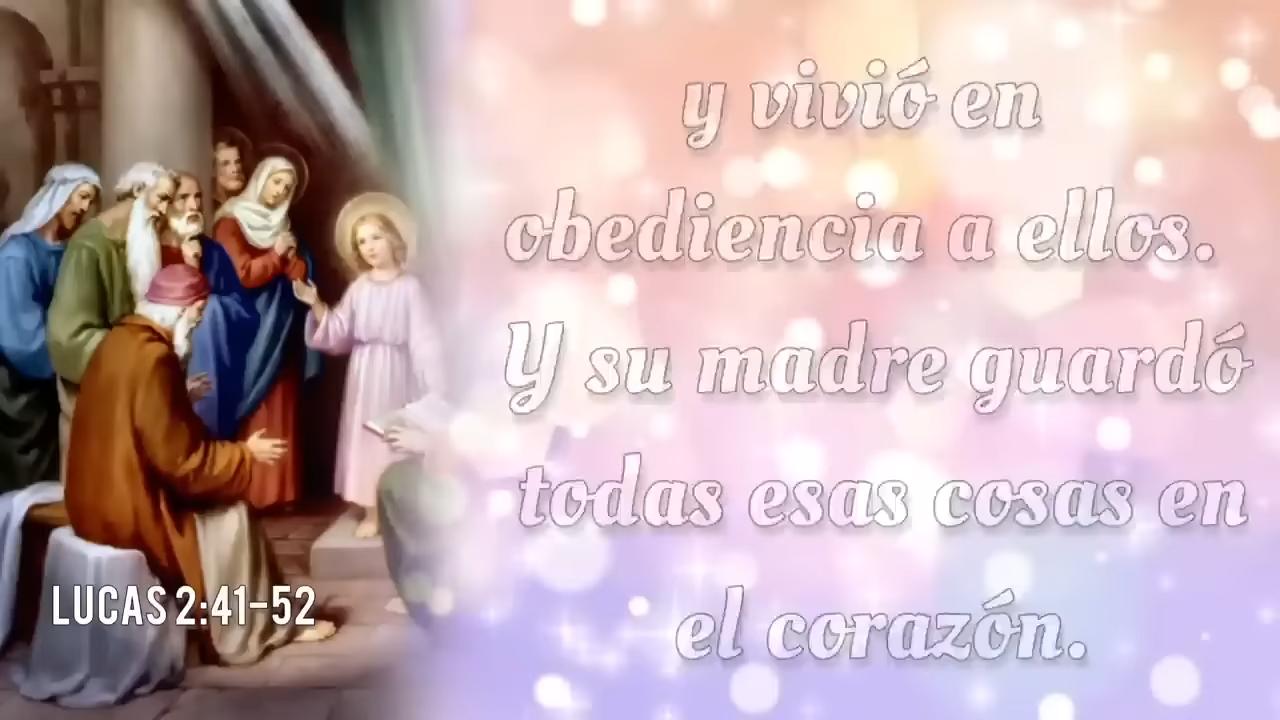 y vivió en
obediencia a ellos.
Y su madre guardó
todas esas cosas en
el corazón.
LUCAS 2:41-52